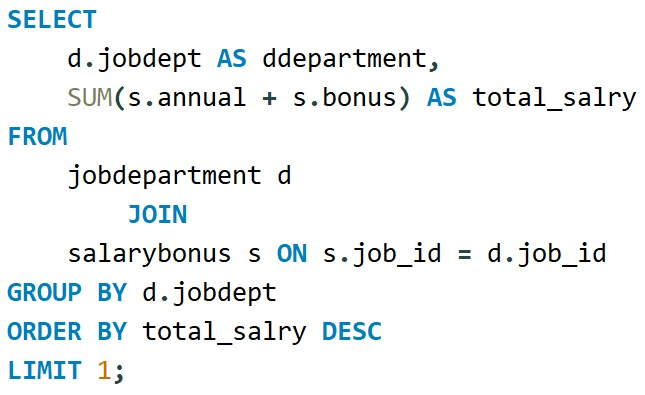 SELECT
d.jobdept AS ddepartment,
SUM(s.annual + s.bonus) AS total_salry
FROM
jobdepartment d
JOIN
salarybonus s ON s.job_id = d.job_id
GROUP BY d.jobdept
ORDER BY total_salry DESC
LIMIT 1;